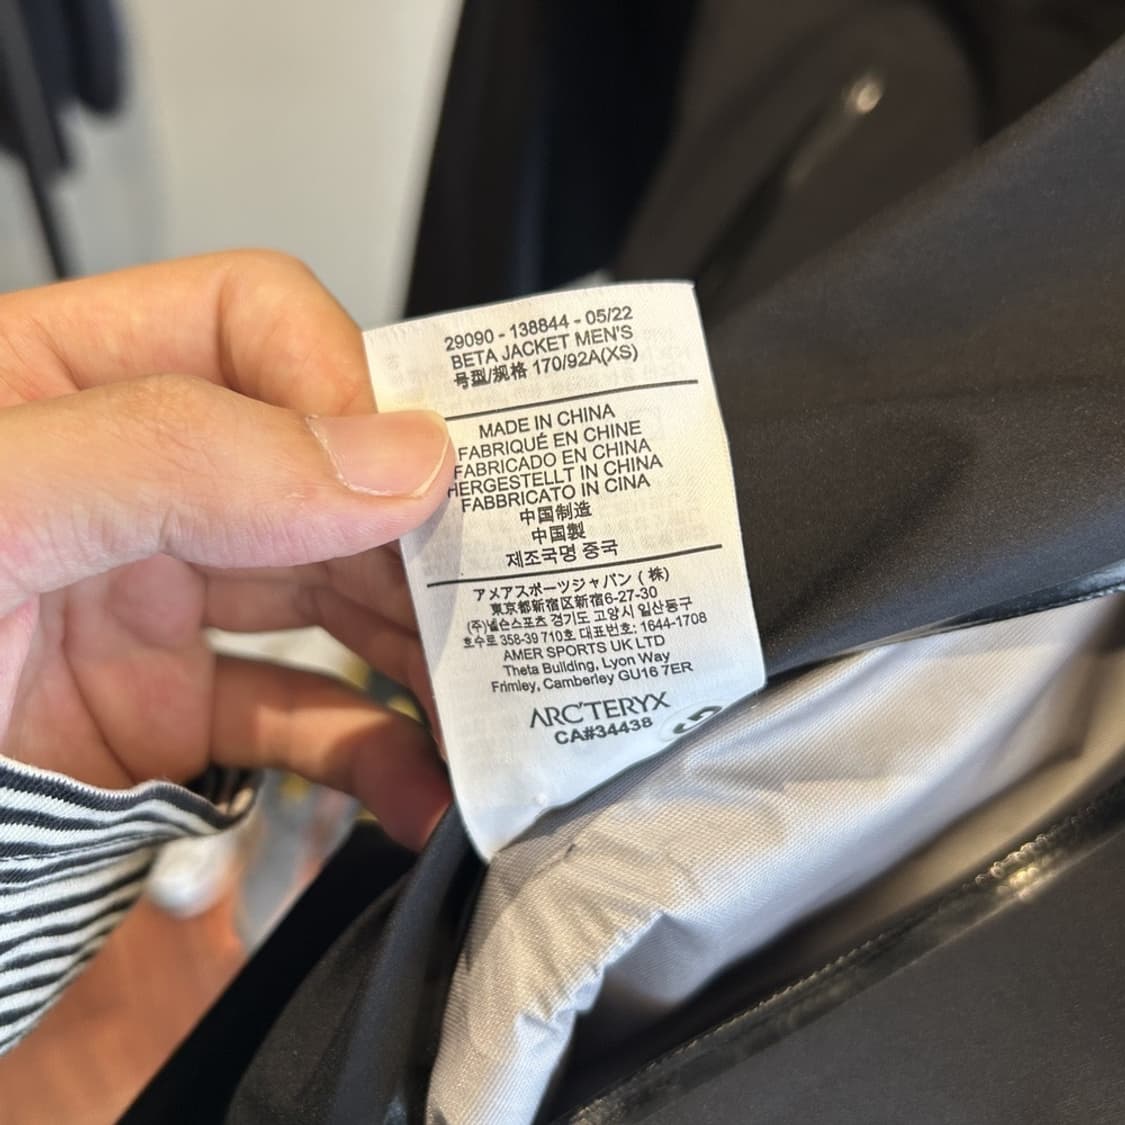 29090 - 138844 - 05/22
BETA JACKET MEN'S
号型/规格 170/92A(XS)
MADE IN CHINA
FABRIQUÉ EN CHINE
FABRICADO EN CHINA
HERGESTELLT IN CHINA
FABBRICATO IN CINA
中国制造
中国製
제조국명 중국
アメアスポーツジャパン (株)
東京都新宿区新宿6-27-30
(주)넬슨스포츠 경기도 고양시 일산동구
호수로 358-39 710호 대표번호: 1644-1708
AMER SPORTS UK LTD
Theta Building, Lyon Way
Frimley, Camberley GU16 7ER
ARC'TERYX
CA#34438